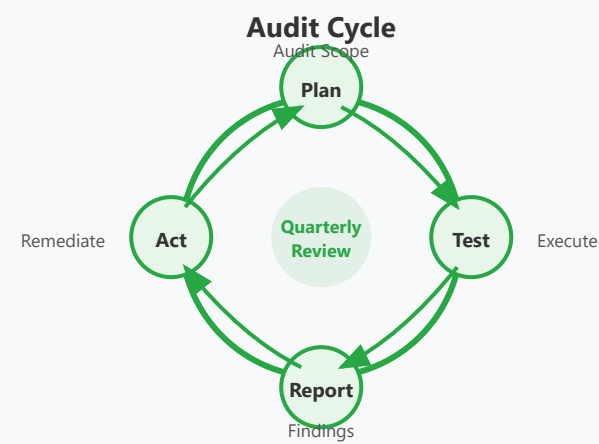 Audit Cycle
Audit Scope
Plan
Remediate
Act
Quarterly
Review
Test
Execute
Report
Findings